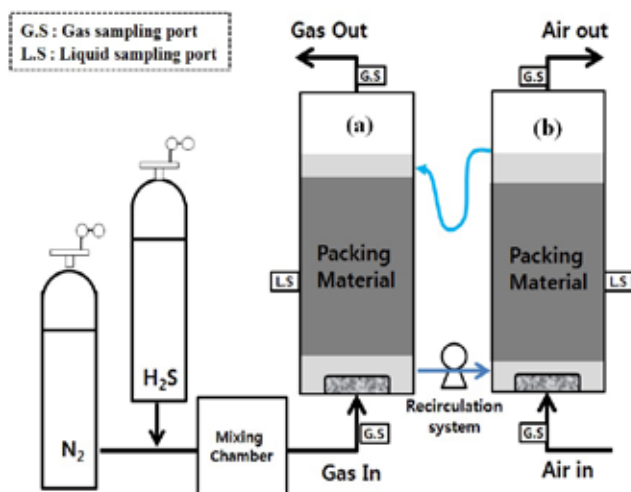 G.S : Gas sampling port
L.S : Liquid sampling port
Gas Out
Air out
G.S
G.S
(a)
(b)
Packing
Material
Packing
Material
L.S
L.S
H₂S
N₂
Mixing
Chamber
Recirculation
system
G.S
G.S
Gas In
Air in